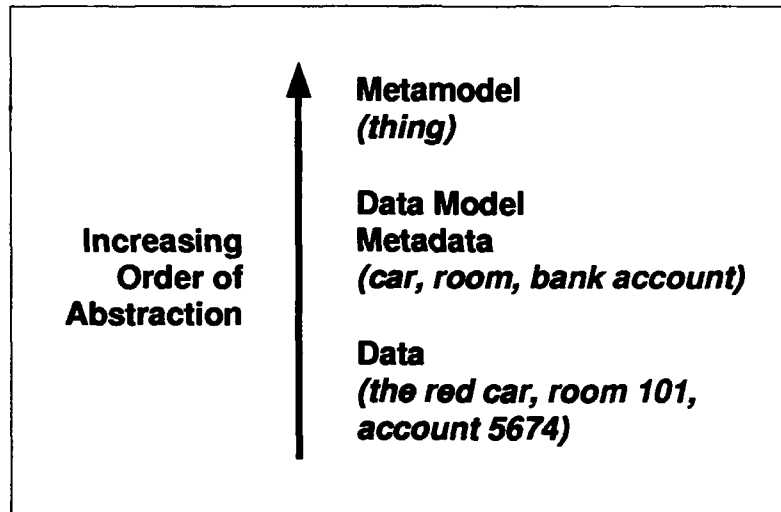 Metamodel
(thing)
Data Model
Metadata
(car, room, bank account)
Increasing
Order of
Abstraction
Data
(the red car, room 101,
account 5674)